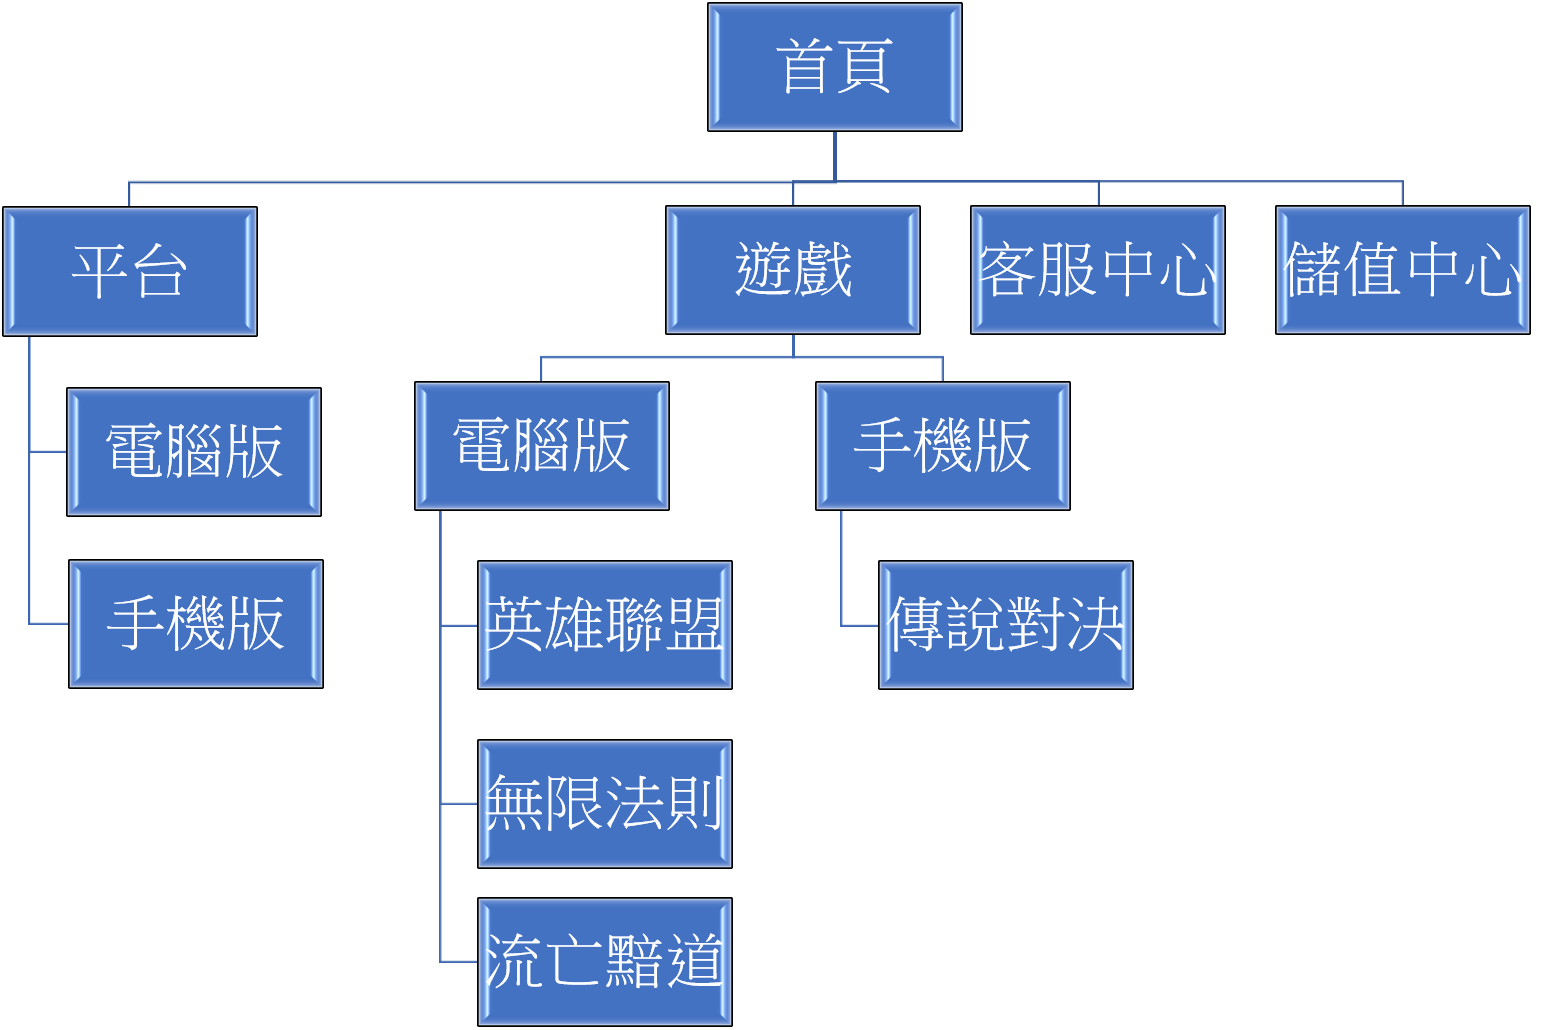 首頁
平台
遊戲
客服中心
儲值中心
電腦版
手機版
電腦版
手機版
英雄聯盟
無限法則
流亡黯道
傳說對決